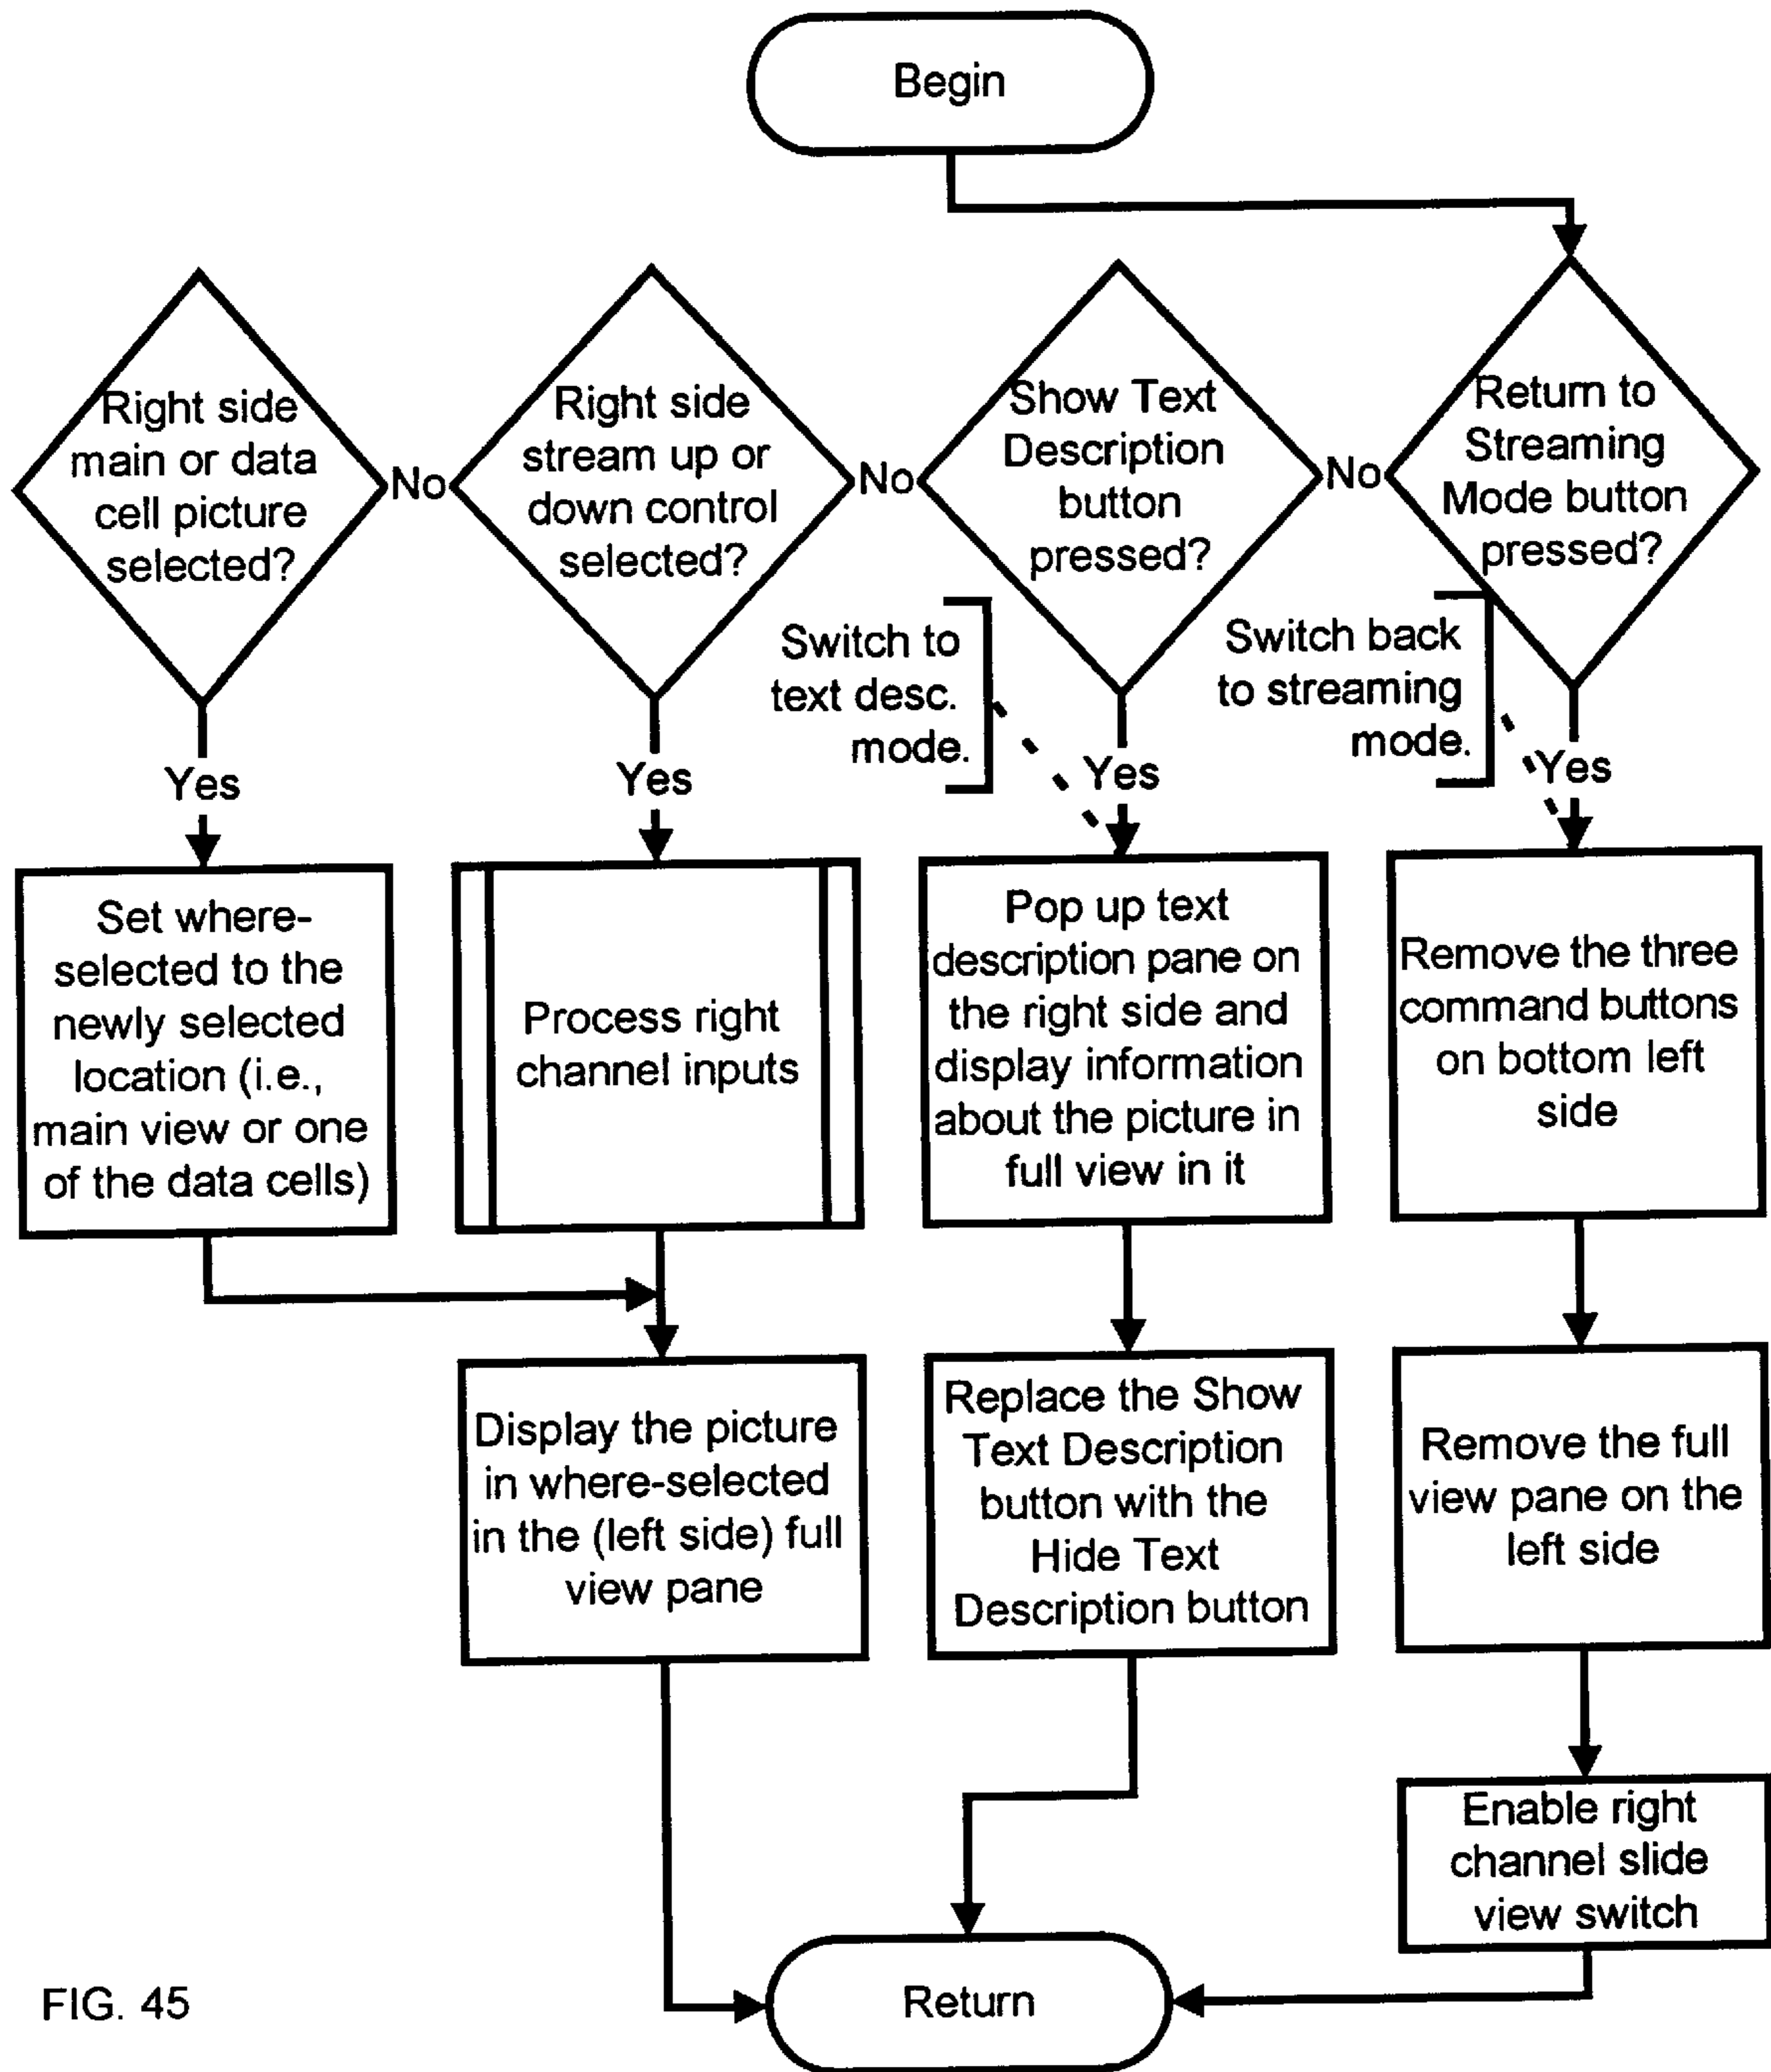 Begin
Right side
main or data
cell picture
selected?
No
Right side
stream up or
down control
selected?
No
Show Text
Description
button
pressed?
No
Return to
Streaming
Mode button
pressed?
Switch to
text desc.
mode.
Switch back
to streaming
mode.
Yes
Yes
Yes
Yes
Set where-
selected to the
newly selected
location (i.e.,
main view or one
of the data cells)
Process right
channel inputs
Pop up text
description pane on
the right side and
display information
about the picture in
full view in it
Remove the three
command buttons
on bottom left
side
Display the picture
in where-selected
in the (left side) full
view pane
Replace the Show
Text Description
button with the
Hide Text
Description button
Remove the full
view pane on the
left side
Enable right
channel slide
view switch
Return
FIG. 45